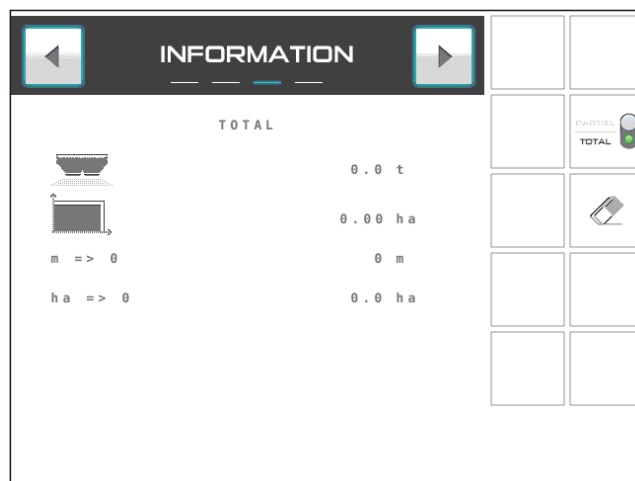 INFORMATION
TOTAL
PARTIEL
TOTAL
0.0 t
0.00 ha
m => 0 0 m
ha => 0 0.0 ha